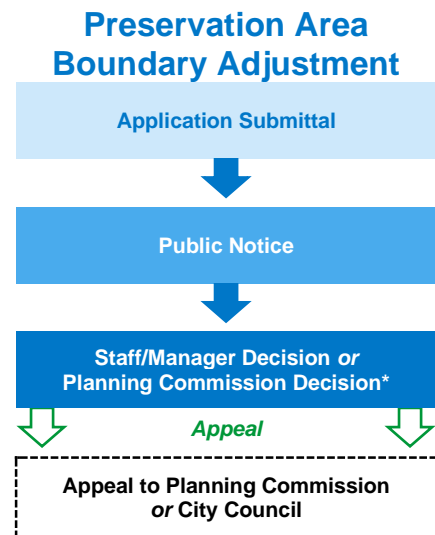 Preservation Area
Boundary Adjustment
Application Submittal
Public Notice
Staff/Manager Decision or
Planning Commission Decision*
Appeal
Appeal to Planning Commission
or City Council